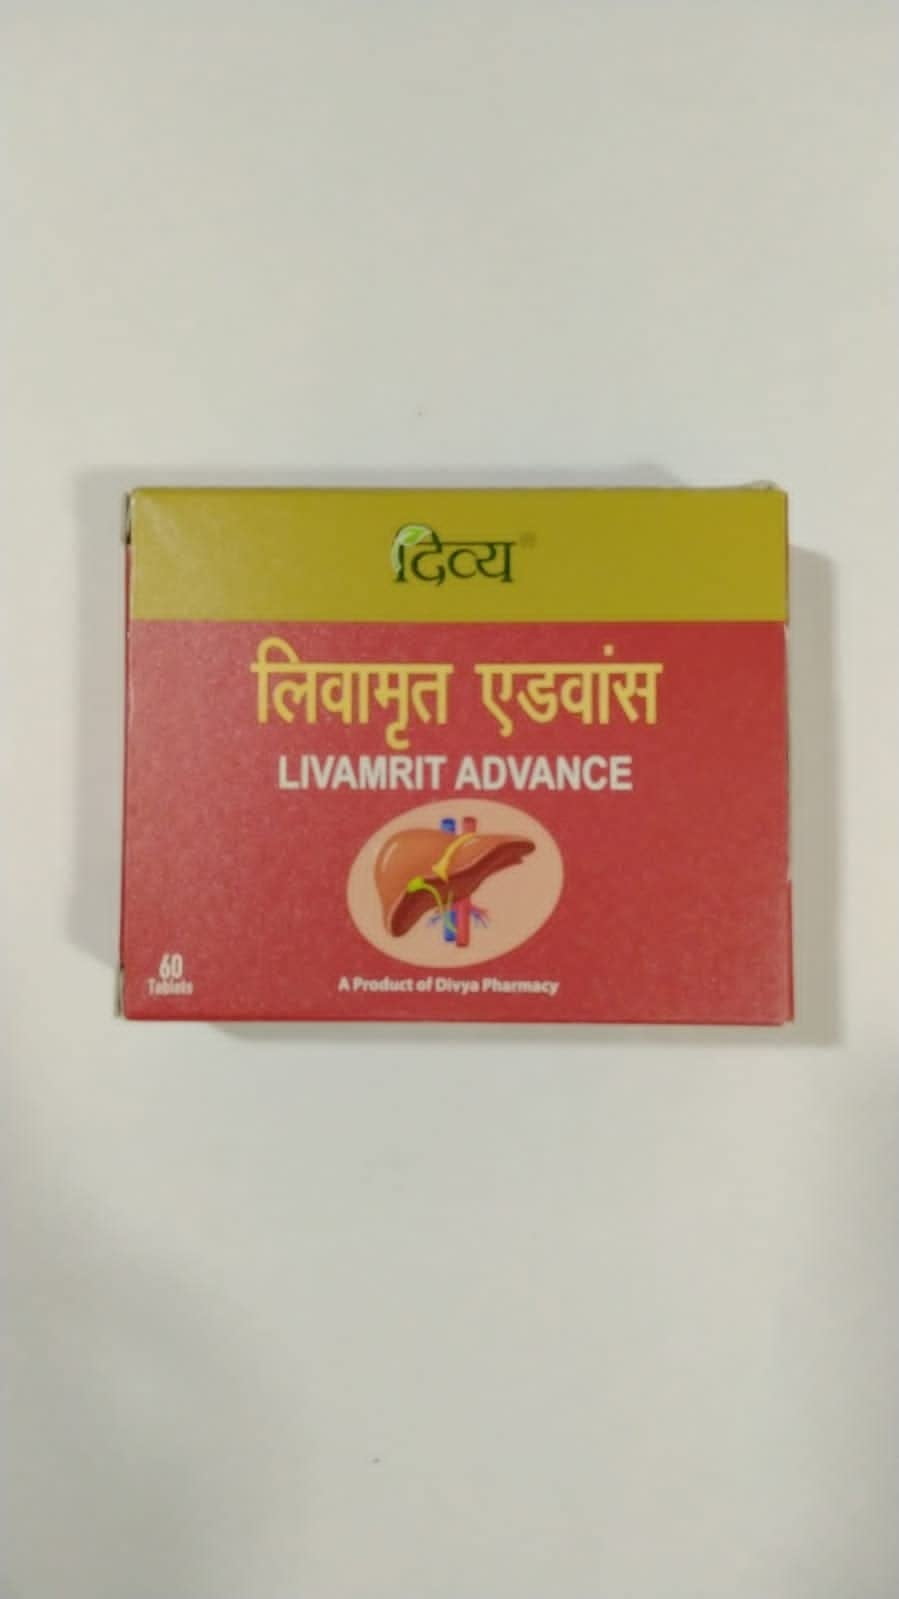 दिव्य®
लिवामृत एडवांस
LIVAMRIT ADVANCE
60
Tablets
A Product of Divya Pharmacy